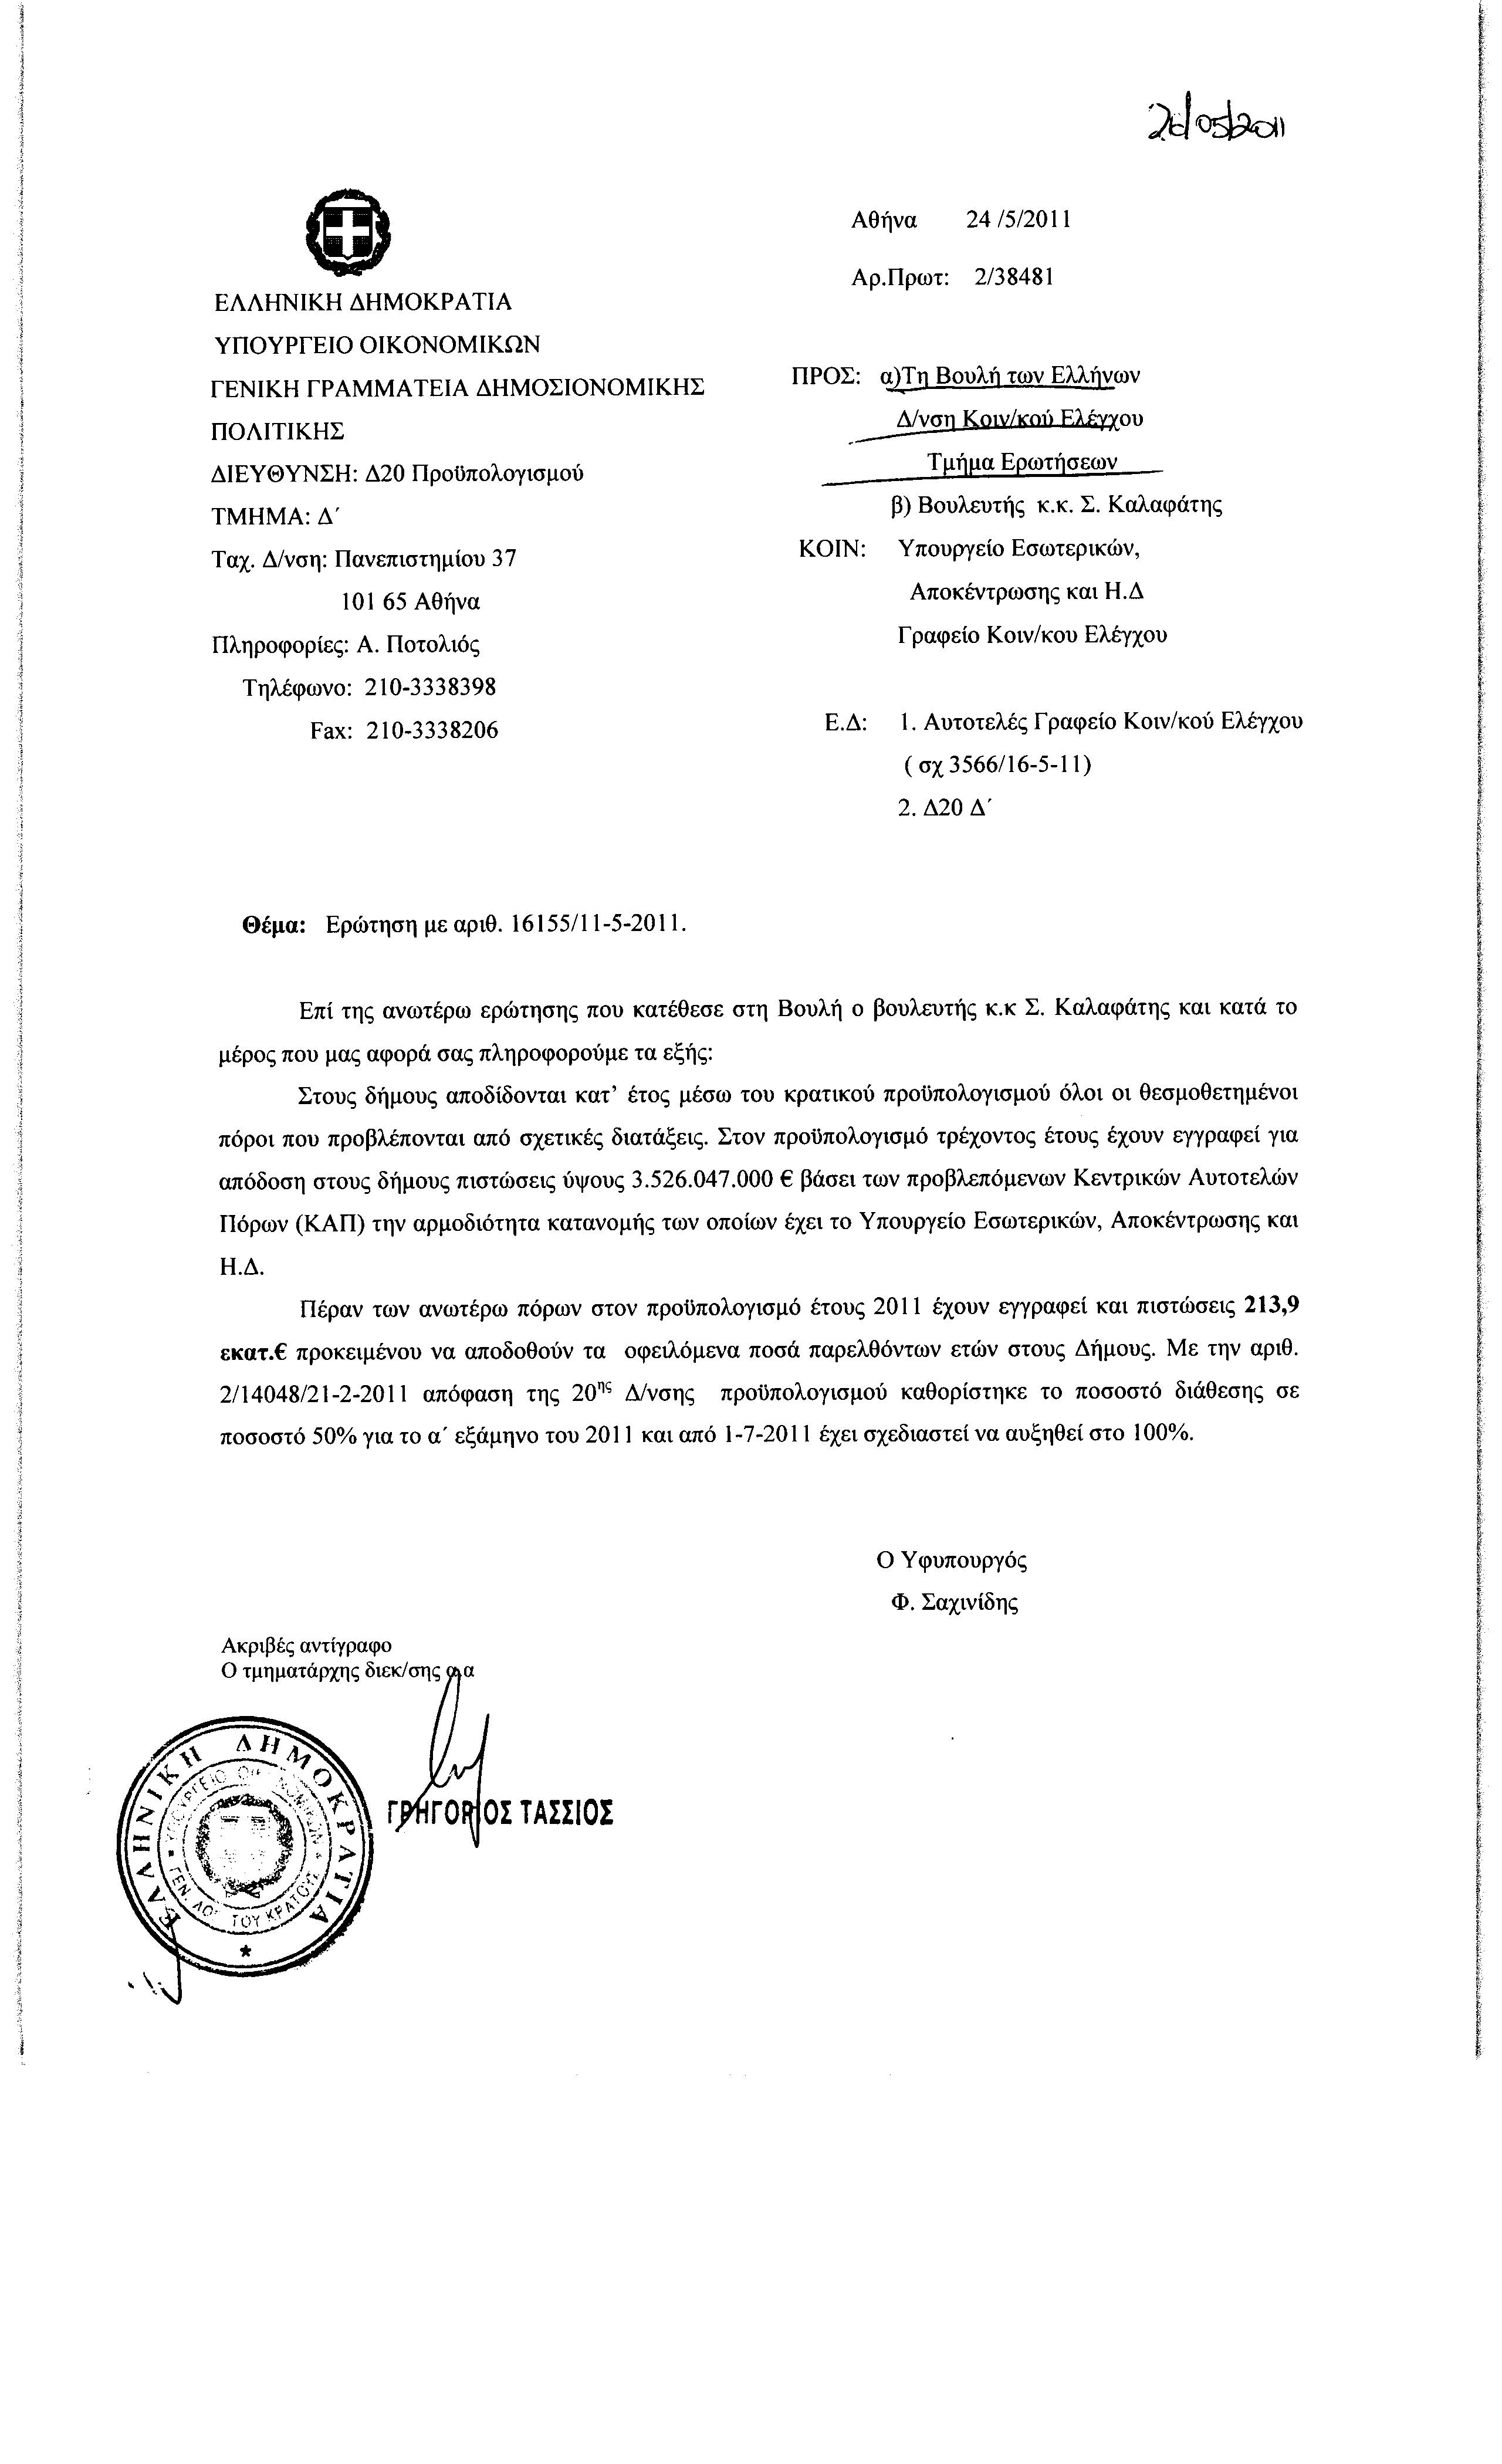 ΕΛΛΗΝΙΚΗ ΔΗΜΟΚΡΑΤΙΑ
ΥΠΟΥΡΓΕΙΟ ΟΙΚΟΝΟΜΙΚΩΝ
ΓΕΝΙΚΗ ΓΡΑΜΜΑΤΕΙΑ ΔΗΜΟΣΙΟΝΟΜΙΚΗΣ
ΠΟΛΙΤΙΚΗΣ
ΔΙΕΥΘΥΝΣΗ: Δ20 Προϋπολογισμού
ΤΜΗΜΑ: Δ΄
Ταχ. Δ/νση: Πανεπιστημίου 37
101 65 Αθήνα
Πληροφορίες: Α. Ποτολιός
Τηλέφωνο: 210-3338398
Fax: 210-3338206
Αθήνα 24 /5/2011
Αρ.Πρωτ: 2/38481
ΠΡΟΣ: α)Τη Βουλή των Ελλήνων
Δ/νση Κοιν/κού Ελέγχου
Τμήμα Ερωτήσεων
β) Βουλευτής κ.κ. Σ. Καλαφάτης
ΚΟΙΝ: Υπουργείο Εσωτερικών,
Αποκέντρωσης και Η.Δ
Γραφείο Κοιν/κου Ελέγχου
Ε.Δ: 1. Αυτοτελές Γραφείο Κοιν/κού Ελέγχου
( σχ 3566/16-5-11)
2. Δ20 Δ΄
Θέμα: Ερώτηση με αριθ. 16155/11-5-2011.
Επί της ανωτέρω ερώτησης που κατέθεσε στη Βουλή ο βουλευτής κ.κ Σ. Καλαφάτης και κατά το
μέρος που μας αφορά σας πληροφορούμε τα εξής:
Στους δήμους αποδίδονται κατ’ έτος μέσω του κρατικού προϋπολογισμού όλοι οι θεσμοθετημένοι
πόροι που προβλέπονται από σχετικές διατάξεις. Στον προϋπολογισμό τρέχοντος έτους έχουν εγγραφεί για
απόδοση στους δήμους πιστώσεις ύψους 3.526.047.000 € βάσει των προβλεπόμενων Κεντρικών Αυτοτελών
Πόρων (ΚΑΠ) την αρμοδιότητα κατανομής των οποίων έχει το Υπουργείο Εσωτερικών, Αποκέντρωσης και
Η.Δ.
Πέραν των ανωτέρω πόρων στον προϋπολογισμό έτους 2011 έχουν εγγραφεί και πιστώσεις 213,9
εκατ.€ προκειμένου να αποδοθούν τα οφειλόμενα ποσά παρελθόντων ετών στους Δήμους. Με την αριθ.
2/14048/21-2-2011 απόφαση της 20ης Δ/νσης προϋπολογισμού καθορίστηκε το ποσοστό διάθεσης σε
ποσοστό 50% για το α΄ εξάμηνο του 2011 και από 1-7-2011 έχει σχεδιαστεί να αυξηθεί στο 100%.
Ο Υφυπουργός
Φ. Σαχινίδης
Ακριβές αντίγραφο
Ο τμηματάρχης διεκ/σης α.α
ΓΡΗΓΟΡΙΟΣ ΤΑΣΣΙΟΣ
ΕΛΛΗΝΙΚΗ ΔΗΜΟΚΡΑΤΙΑ